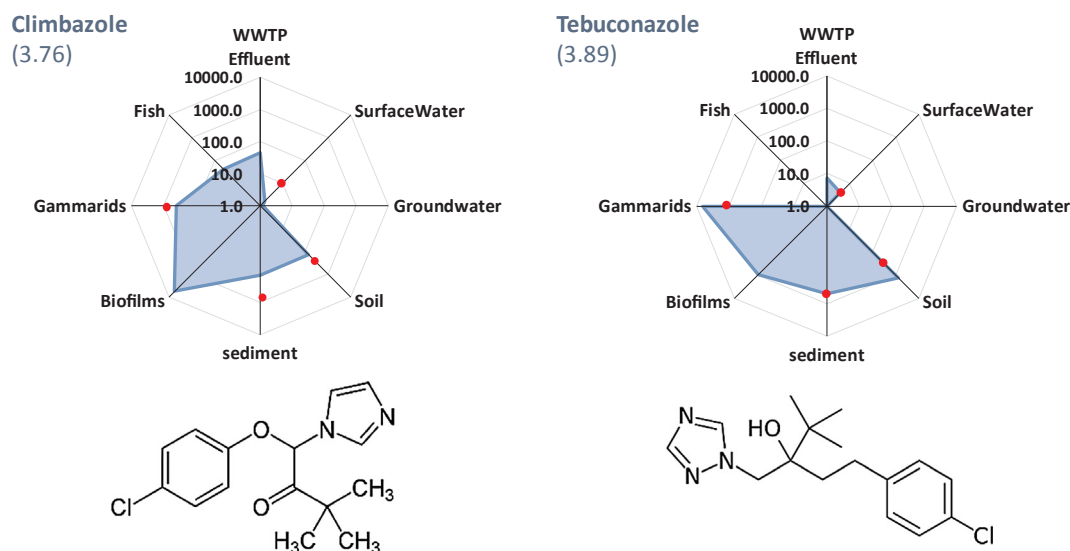 Climbazole
(3.76)
WWTP
Effluent
10000.0
1000.0
100.0
10.0
1.0
Fish
SurfaceWater
Gammarids
Groundwater
Biofilms
Soil
sediment
Tebuconazole
(3.89)
WWTP
Effluent
10000.0
1000.0
100.0
10.0
1.0
Fish
SurfaceWater
Gammarids
Groundwater
Biofilms
Soil
sediment
N
N
O
O
Cl
CH₃
H₃C
CH₃
N
N
N
HO
Cl